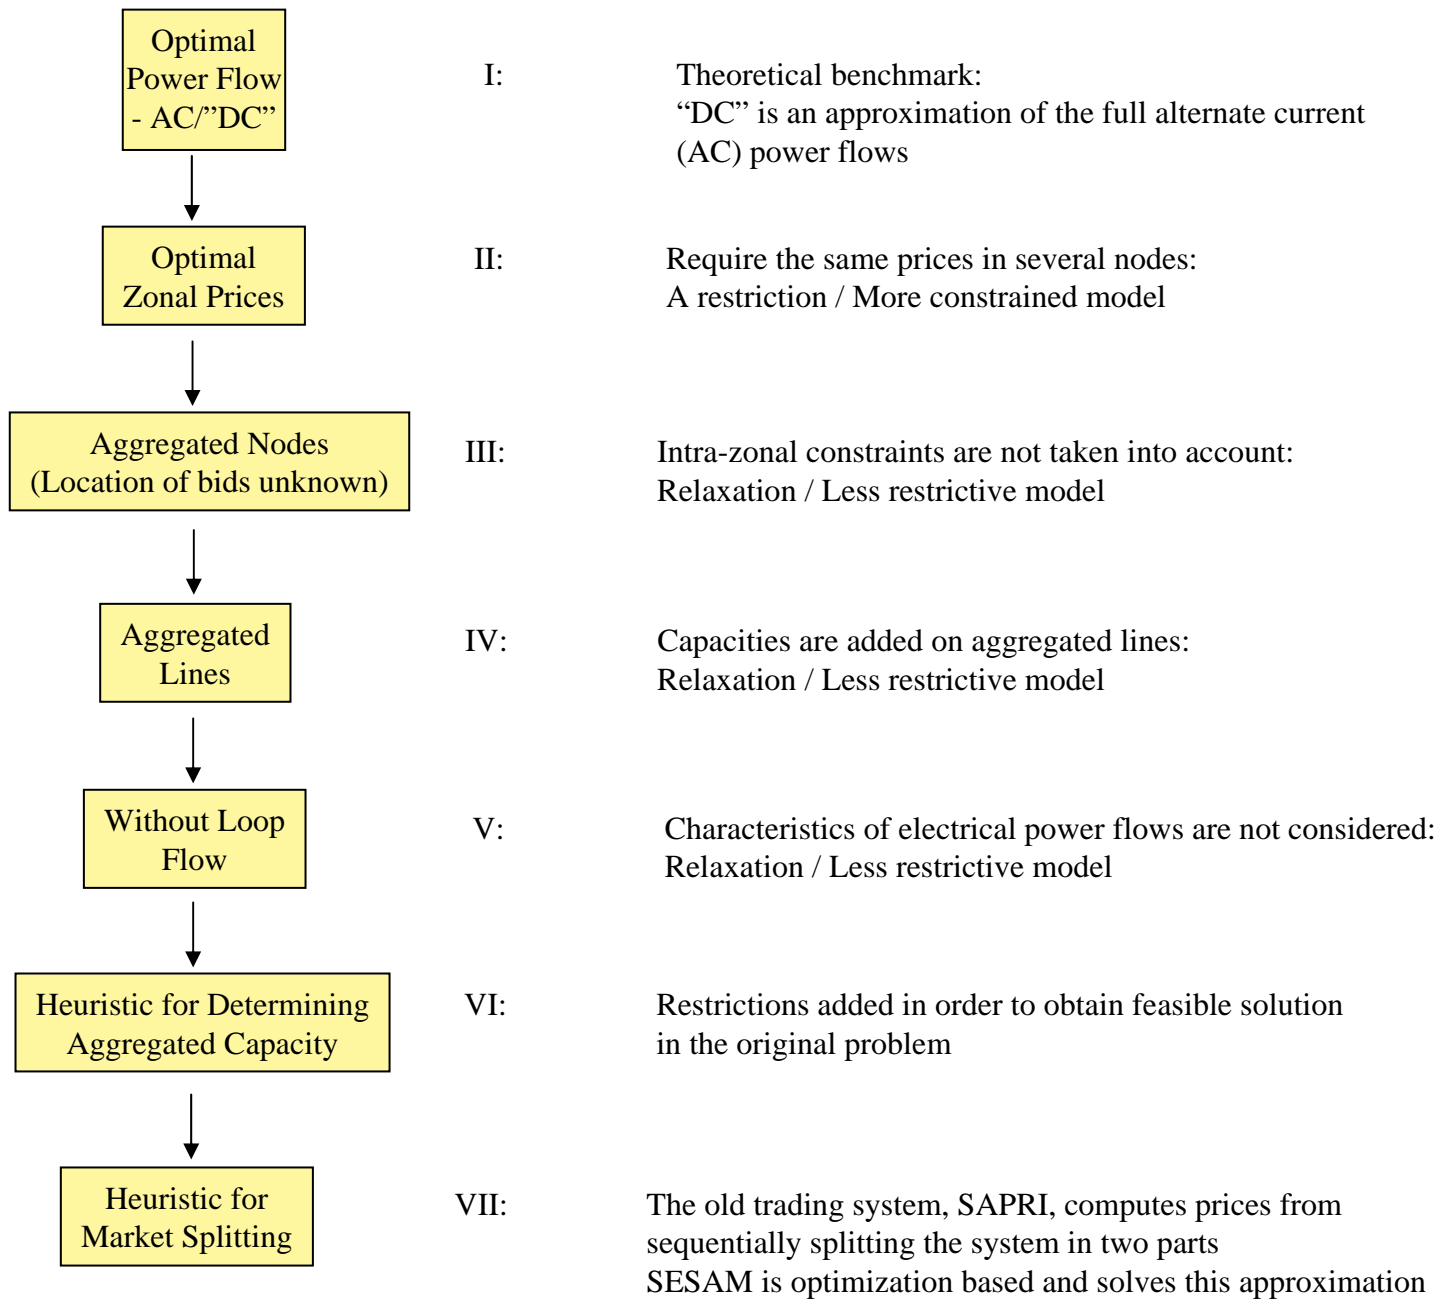 Optimal
Power Flow
- AC/”DC”
I:
Theoretical benchmark:
“DC” is an approximation of the full alternate current
(AC) power flows
Optimal
Zonal Prices
II:
Require the same prices in several nodes:
A restriction / More constrained model
Aggregated Nodes
(Location of bids unknown)
III:
Intra-zonal constraints are not taken into account:
Relaxation / Less restrictive model
Aggregated
Lines
IV:
Capacities are added on aggregated lines:
Relaxation / Less restrictive model
Without Loop
Flow
V:
Characteristics of electrical power flows are not considered:
Relaxation / Less restrictive model
Heuristic for Determining
Aggregated Capacity
VI:
Restrictions added in order to obtain feasible solution
in the original problem
Heuristic for
Market Splitting
VII:
The old trading system, SAPRI, computes prices from
sequentially splitting the system in two parts
SESAM is optimization based and solves this approximation